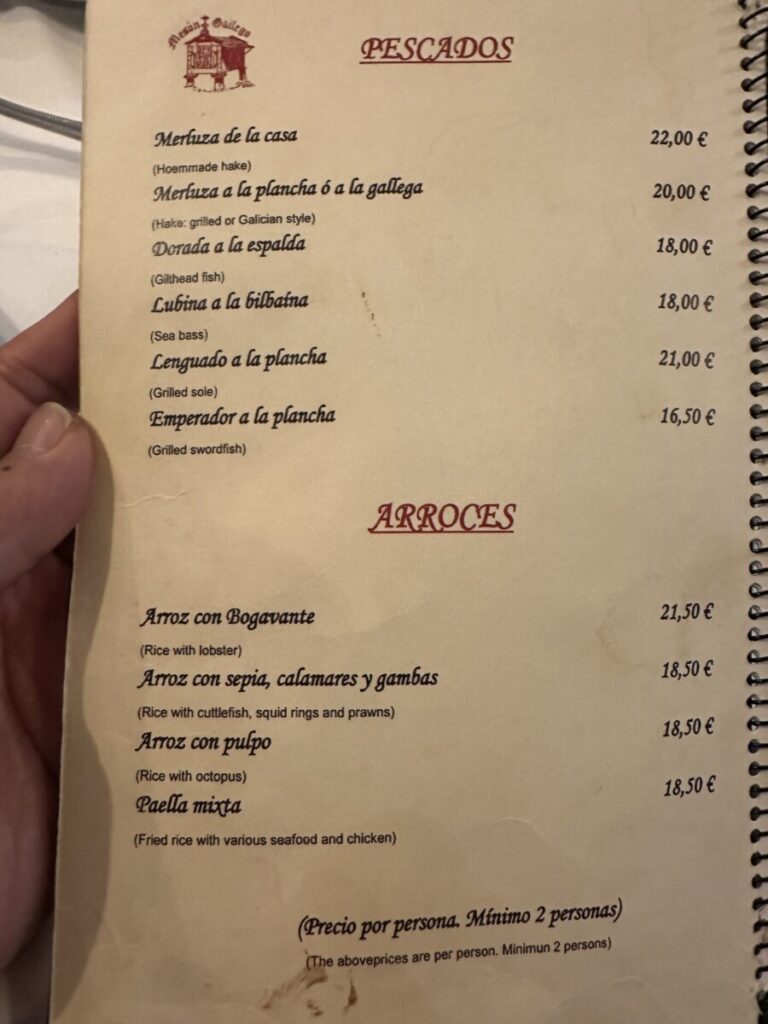 Mesón Gallego
PESCADOS
Merluza de la casa 22,00 €
(Hoemmade hake)
Merluza a la plancha ó a la gallega 20,00 €
(Hake: grilled or Galician style)
Dorada a la espalda 18,00 €
(Gilthead fish)
Lubina a la bilbaína 18,00 €
(Sea bass)
Lenguado a la plancha 21,00 €
(Grilled sole)
Emperador a la plancha 16,50 €
(Grilled swordfish)
ARROCES
Arroz con Bogavante 21,50 €
(Rice with lobster)
Arroz con sepia, calamares y gambas 18,50 €
(Rice with cuttlefish, squid rings and prawns)
Arroz con pulpo 18,50 €
(Rice with octopus)
Paella mixta 18,50 €
(Fried rice with various seafood and chicken)
(Precio por persona. Mínimo 2 personas)
(The aboveprices are per person. Minimun 2 persons)